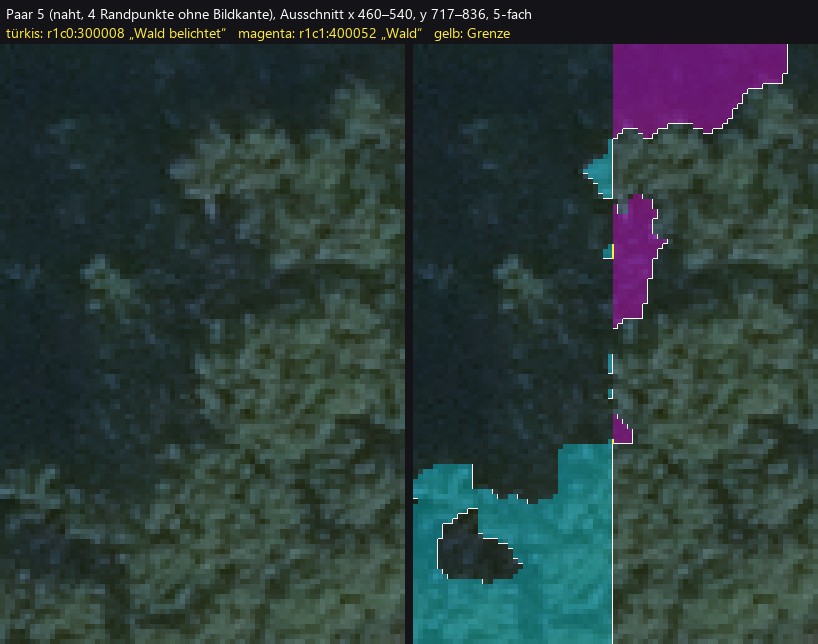 Paar 5 (naht, 4 Randpunkte ohne Bildkante), Ausschnitt x 460–540, y 717–836, 5-fach
türkis: r1c0:300008 „Wald belichtet“ magenta: r1c1:400052 „Wald“ gelb: Grenze